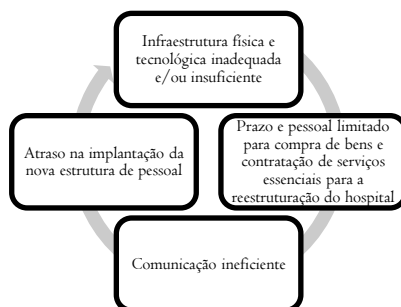 Infraestrutura física e
tecnológica inadequada
e/ou insuficiente
Prazo e pessoal limitado
para compra de bens e
contratação de serviços
essenciais para a
reestruturação do hospital
Comunicação ineficiente
Atraso na implantação da
nova estrutura de pessoal